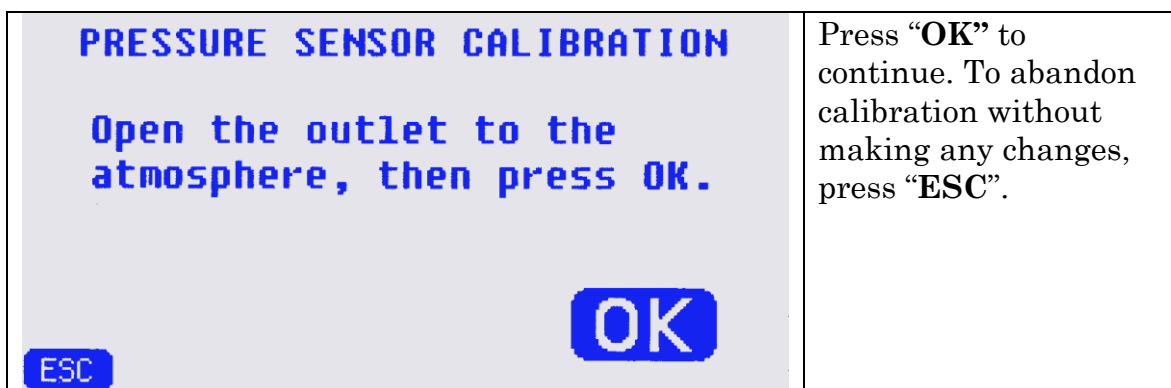 PRESSURE SENSOR CALIBRATION
Open the outlet to the
atmosphere, then press OK.
OK
ESC
Press “OK” to
continue. To abandon
calibration without
making any changes,
press “ESC”.